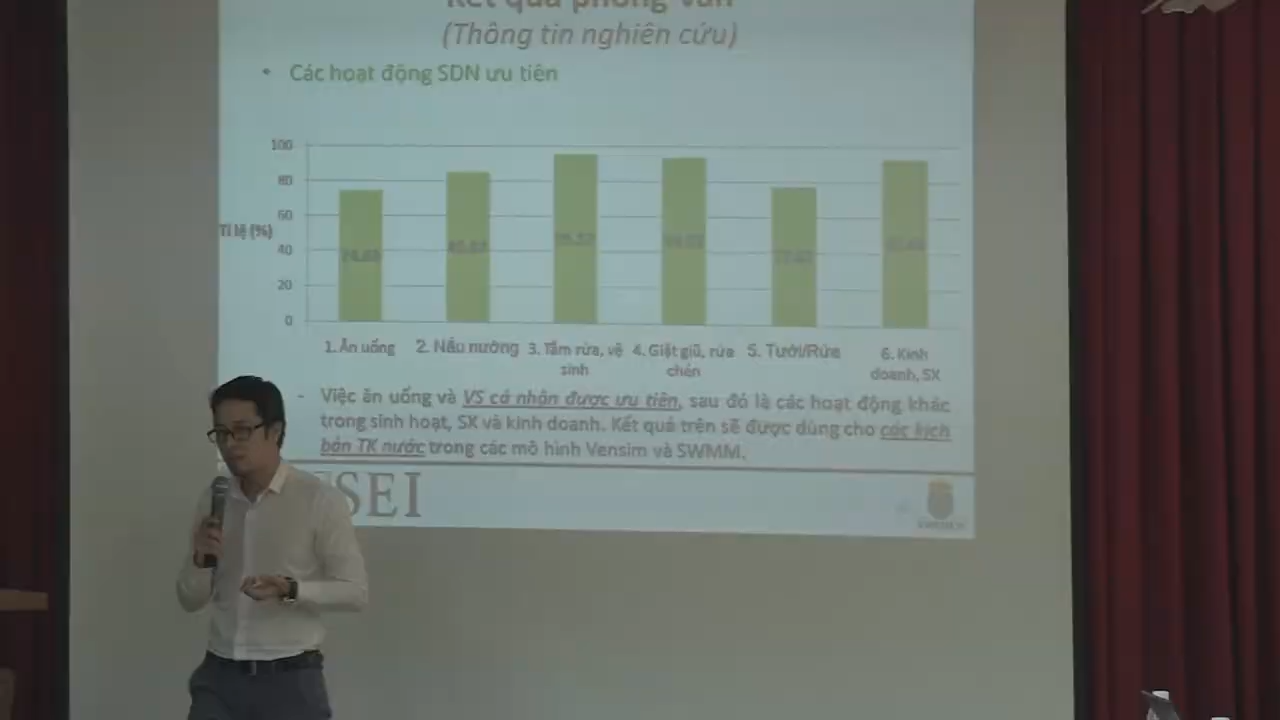 Kết quả phỏng vấn
(Thông tin nghiên cứu)
• Các hoạt động SDN ưu tiên
100
80
60
40
20
0
Tỉ lệ (%)
1. Ăn uống
2. Nấu nướng
3. Tắm rửa, vệ sinh
4. Giặt giũ, rửa chén
5. Tưới/Rửa
6. Kinh doanh, SX
- Việc ăn uống và VS cá nhân được ưu tiên, sau đó là các hoạt động khác
trong sinh hoạt, SX và kinh doanh. Kết quả trên sẽ được dùng cho các kịch
bản TK nước trong các mô hình Vensim và SWMM.
SEI